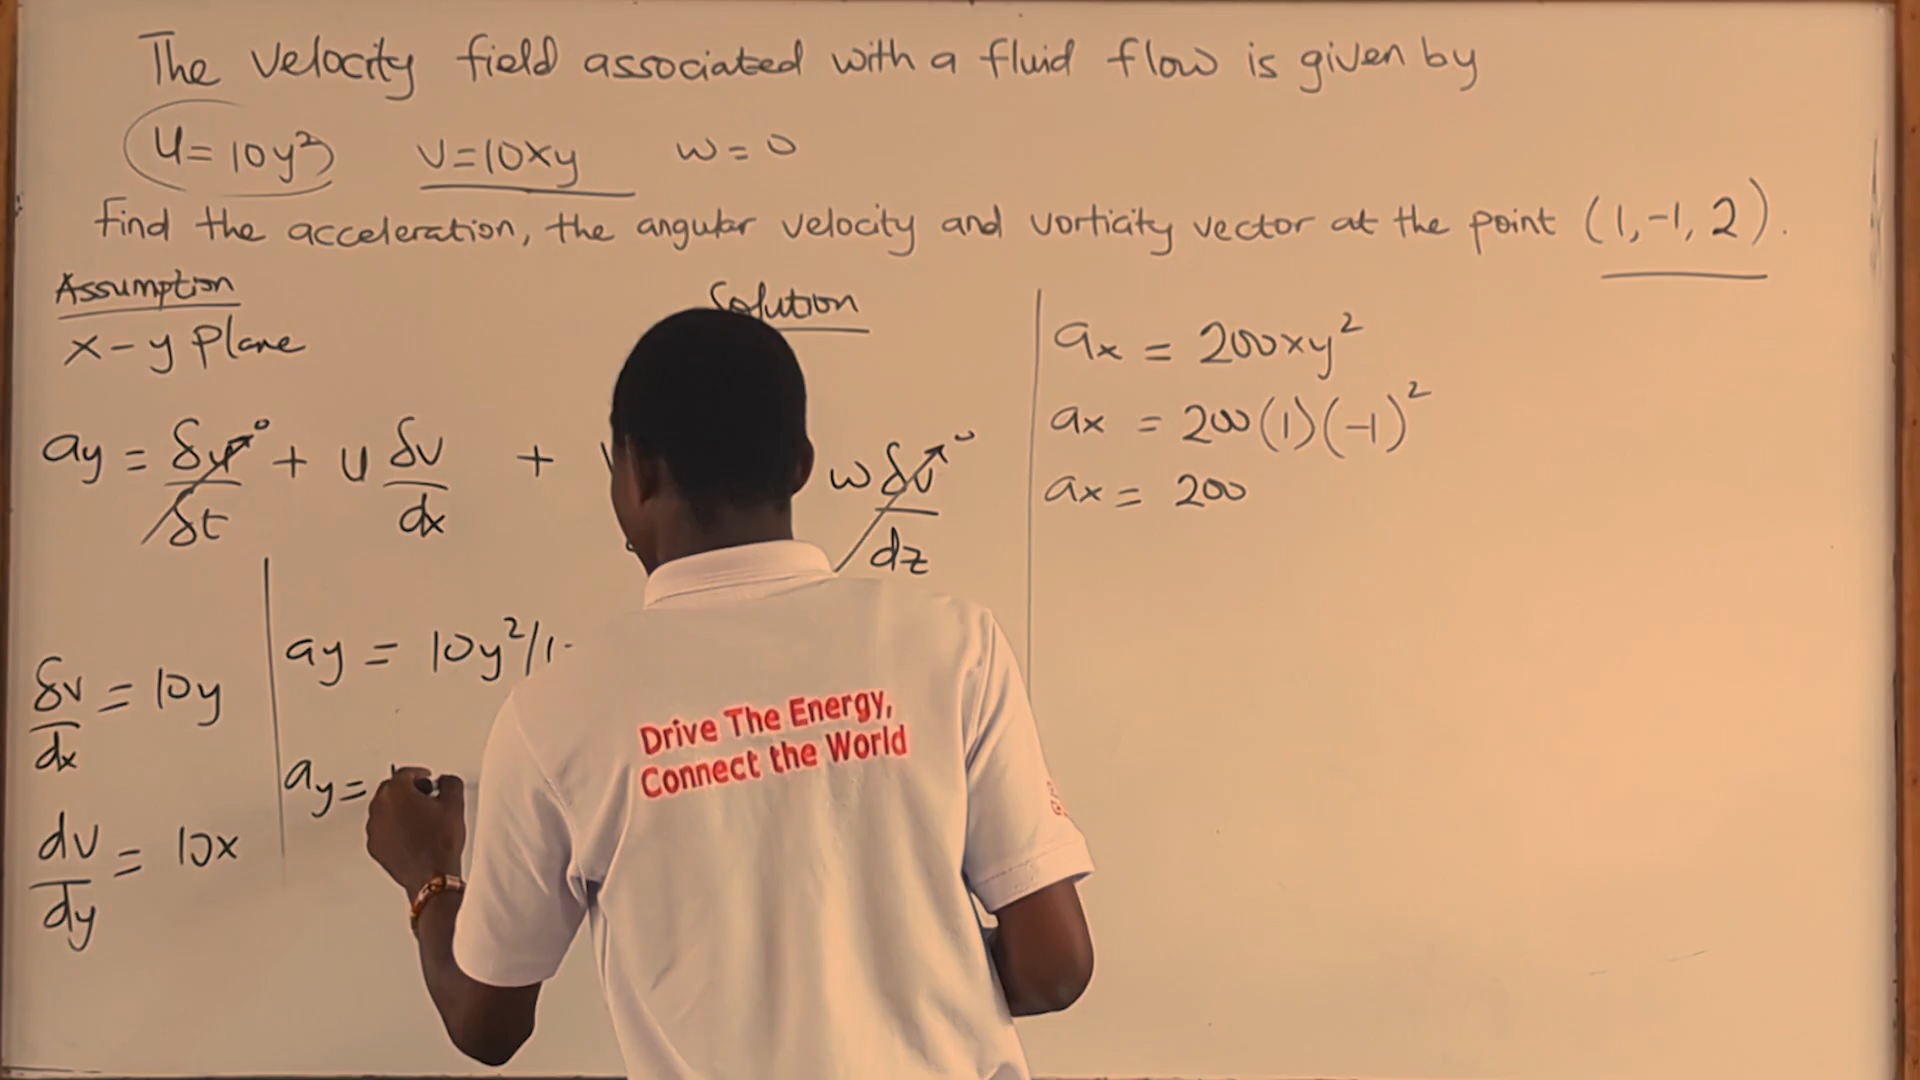 The velocity field associated with a fluid flow is given by
u = 10y² v = 10xy w = 0
Find the acceleration, the angular velocity and vorticity vector at the point (1,-1,2).
Assumption
x-y Plane
Solution
ay = δv/δt⁰ + u δv/dx + w δv/dz⁰
δv/dx = 10y
dv/dy = 10x
ay = 10y²(1
ay =
ax = 200xy²
ax = 200(1)(-1)²
ax = 200
Drive The Energy,
Connect the World